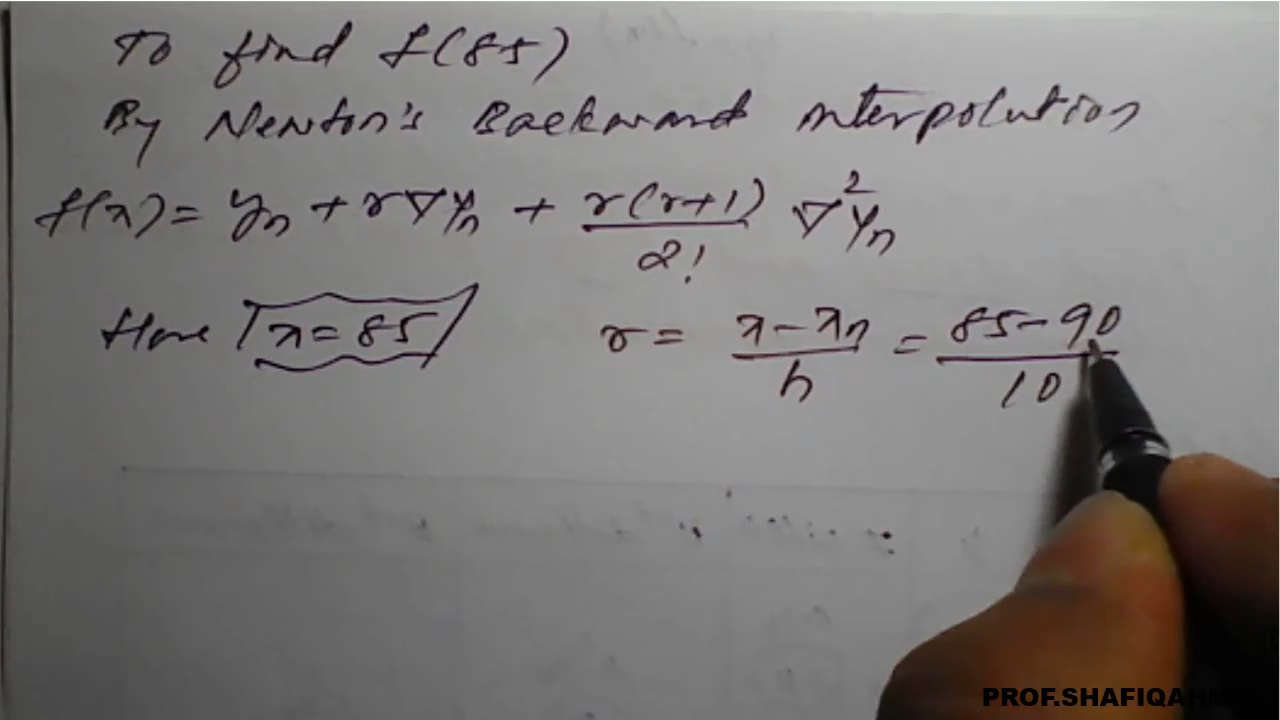 To find f(85)
By Newton's Backward interpolation
f(x) = yn + r∇yn + r(r+1)/2! ∇²yn
Here x = 85 r = x - xn / h = 85 - 90 / 10
PROF.SHAFIQAHM